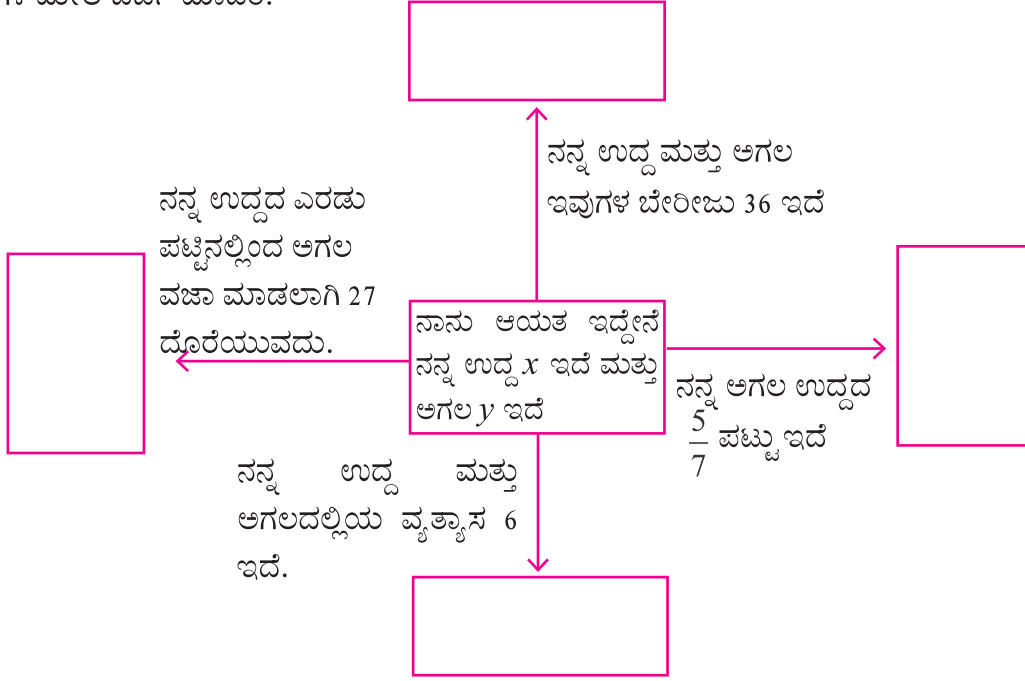 ನನ್ನ ಉದ್ದ ಮತ್ತು ಅಗಲ
ಇವುಗಳ ಬೇರೀಜು 36 ಇದೆ
ನನ್ನ ಉದ್ದದ ಎರಡು
ಪಟ್ಟಿನಲ್ಲಿಂದ ಅಗಲ
ವಜಾ ಮಾಡಲಾಗಿ 27
ದೊರೆಯುವದು.
ನಾನು ಆಯತ ಇದ್ದೇನೆ
ನನ್ನ ಉದ್ದ x ಇದೆ ಮತ್ತು
ಅಗಲ y ಇದೆ
ನನ್ನ ಅಗಲ ಉದ್ದದ
5/7 ಪಟ್ಟು ಇದೆ
ನನ್ನ ಉದ್ದ ಮತ್ತು
ಅಗಲದಲ್ಲಿಯ ವ್ಯತ್ಯಾಸ 6
ಇದೆ.